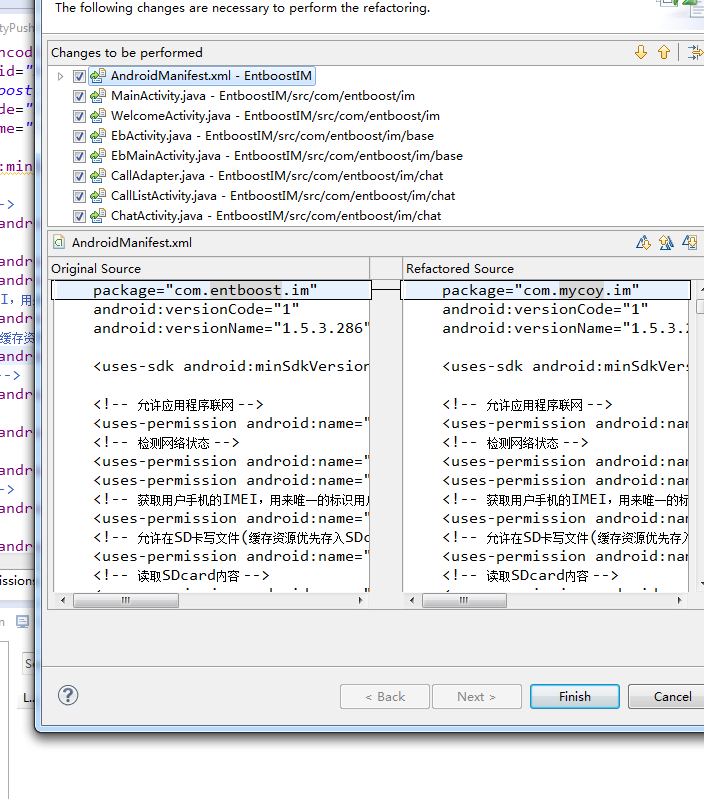 The following changes are necessary to perform the refactoring.
Changes to be performed
AndroidManifest.xml - EntboostIM
MainActivity.java - EntboostIM/src/com/entboost/im
WelcomeActivity.java - EntboostIM/src/com/entboost/im
EbActivity.java - EntboostIM/src/com/entboost/im/base
EbMainActivity.java - EntboostIM/src/com/entboost/im/base
CallAdapter.java - EntboostIM/src/com/entboost/im/chat
CallListActivity.java - EntboostIM/src/com/entboost/im/chat
ChatActivity.java - EntboostIM/src/com/entboost/im/chat
AndroidManifest.xml
Original Source
package="com.entboost.im"
android:versionCode="1"
android:versionName="1.5.3.286"
<uses-sdk android:minSdkVersion
<!-- 允许应用程序联网 -->
<uses-permission android:name="
<!-- 检测网络状态 -->
<uses-permission android:name="
<uses-permission android:name="
<!-- 获取用户手机的IMEI，用来唯一的标识用户
<uses-permission android:name="
<!-- 允许在SD卡写文件(缓存资源优先存入SDc
<uses-permission android:name="
<!-- 读取SDcard内容 -->
Refactored Source
package="com.mycoy.im"
android:versionCode="1"
android:versionName="1.5.3.2
<uses-sdk android:minSdkVers
<!-- 允许应用程序联网 -->
<uses-permission android:nam
<!-- 检测网络状态 -->
<uses-permission android:nam
<uses-permission android:nam
<!-- 获取用户手机的IMEI，用来唯一的标
<uses-permission android:nam
<!-- 允许在SD卡写文件(缓存资源优先存入
<uses-permission android:nam
<!-- 读取SDcard内容 -->
< Back
Next >
Finish
Cancel